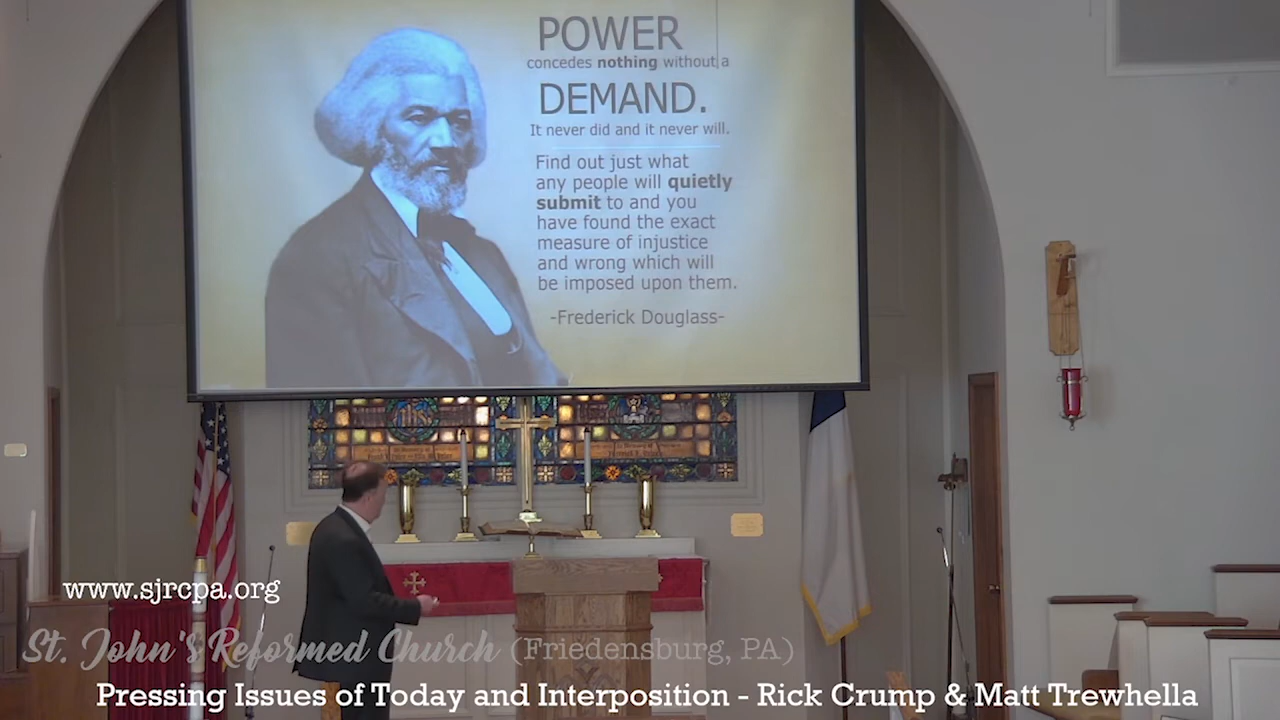 POWER
concedes nothing without a
DEMAND.
It never did and it never will.
Find out just what
any people will quietly
submit to and you
have found the exact
measure of injustice
and wrong which will
be imposed upon them.
-Frederick Douglass-
www.sjrcpa.org
St. John's Reformed Church (Friedensburg, PA)
Pressing Issues of Today and Interposition - Rick Crump & Matt Trewhella